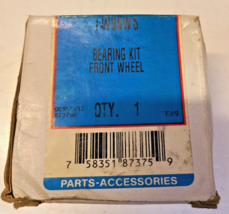 BEARING KIT
FRONT WHEEL
QTY. 1
7 58351 87375 9
PARTS-ACCESSORIES